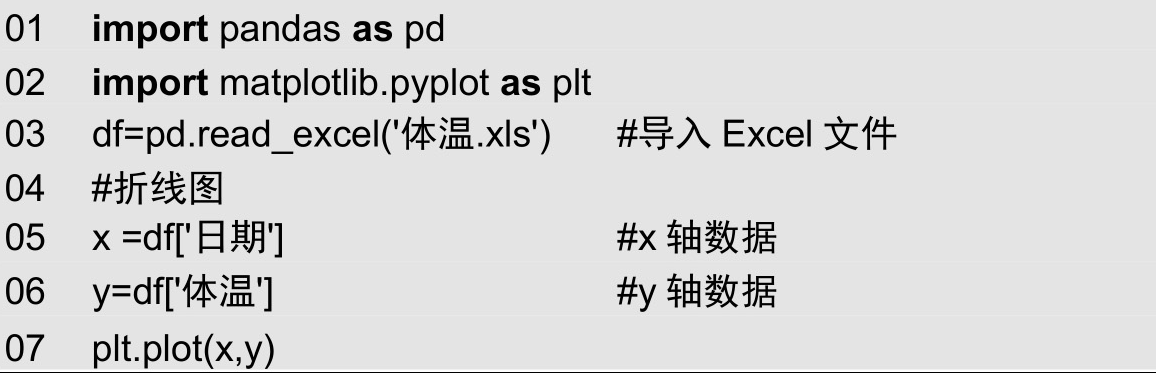 01 import pandas as pd
02 import matplotlib.pyplot as plt
03 df=pd.read_excel('体温.xls') #导入 Excel 文件
04 #折线图
05 x =df['日期'] #x 轴数据
06 y=df['体温'] #y 轴数据
07 plt.plot(x,y)